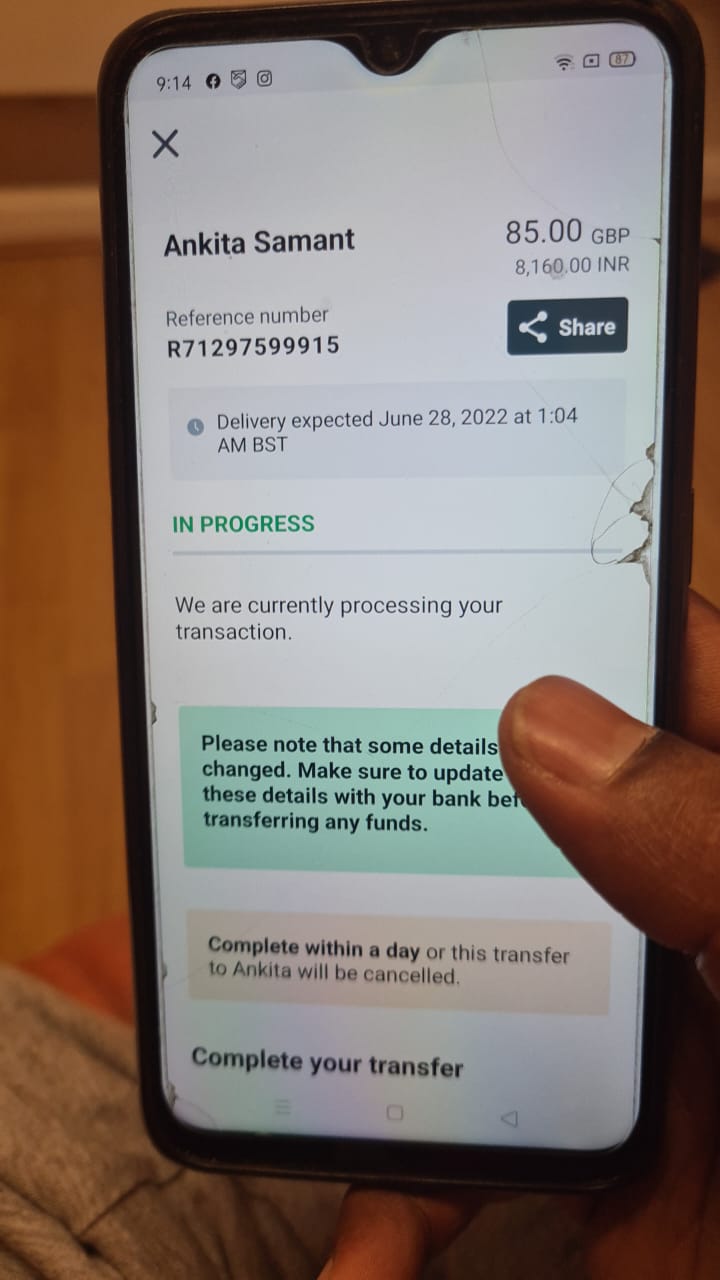 9:14
87
Ankita Samant
85.00 GBP
8,160.00 INR
Reference number
R71297599915
Share
Delivery expected June 28, 2022 at 1:04
AM BST
IN PROGRESS
We are currently processing your
transaction.
Please note that some details
changed. Make sure to update
these details with your bank
transferring any funds.
Complete within a day or this transfer
to Ankita will be cancelled.
Complete your transfer